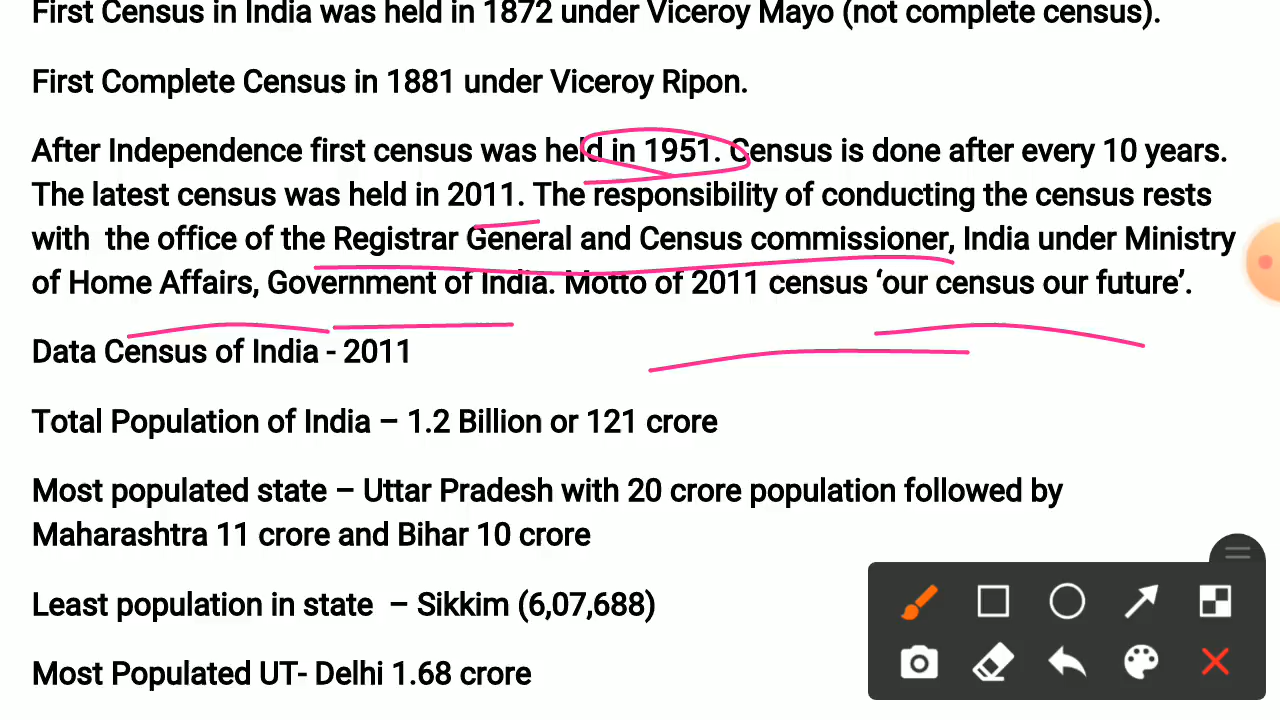 First Census in India was held in 1872 under Viceroy Mayo (not complete census).
First Complete Census in 1881 under Viceroy Ripon.
After Independence first census was held in 1951. Census is done after every 10 years.
The latest census was held in 2011. The responsibility of conducting the census rests
with the office of the Registrar General and Census commissioner, India under Ministry
of Home Affairs, Government of India. Motto of 2011 census ‘our census our future’.
Data Census of India - 2011
Total Population of India – 1.2 Billion or 121 crore
Most populated state – Uttar Pradesh with 20 crore population followed by
Maharashtra 11 crore and Bihar 10 crore
Least population in state – Sikkim (6,07,688)
Most Populated UT- Delhi 1.68 crore